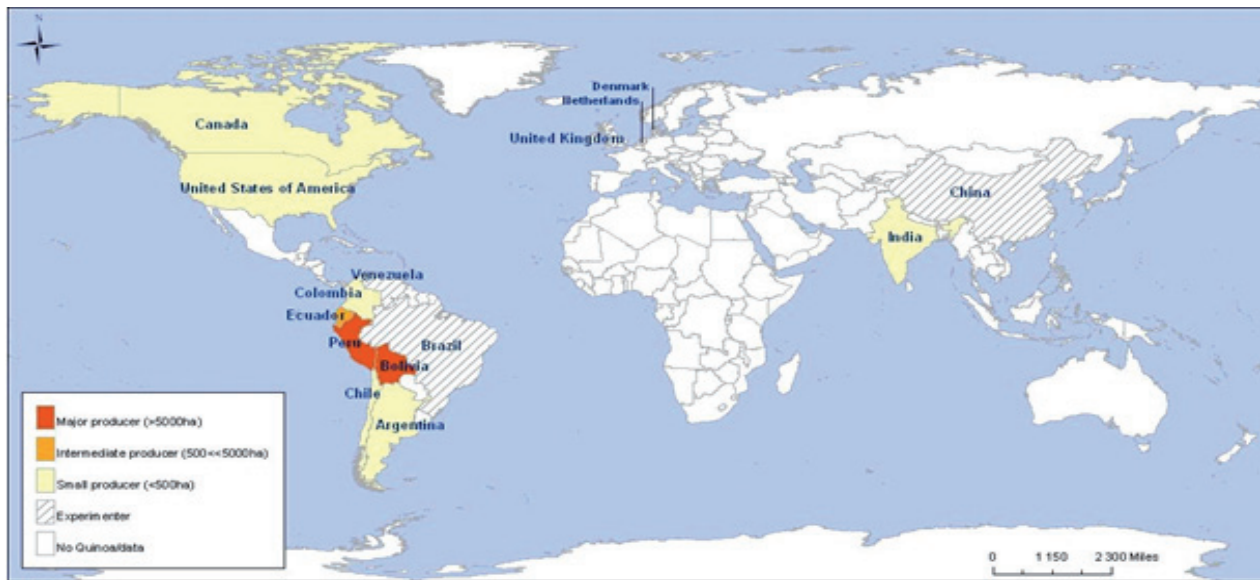 N
Denmark
Netherlands
Canada
United Kingdom
United States of America
China
India
Venezuela
Colombia
Ecuador
Peru
Brazil
Bolivia
Chile
Argentina
Major producer (>5000ha)
Intermediate producer (500<<5000ha)
Small producer (<500ha)
Experimenter
No Quinoa/data
0 1 150 2 300 Miles